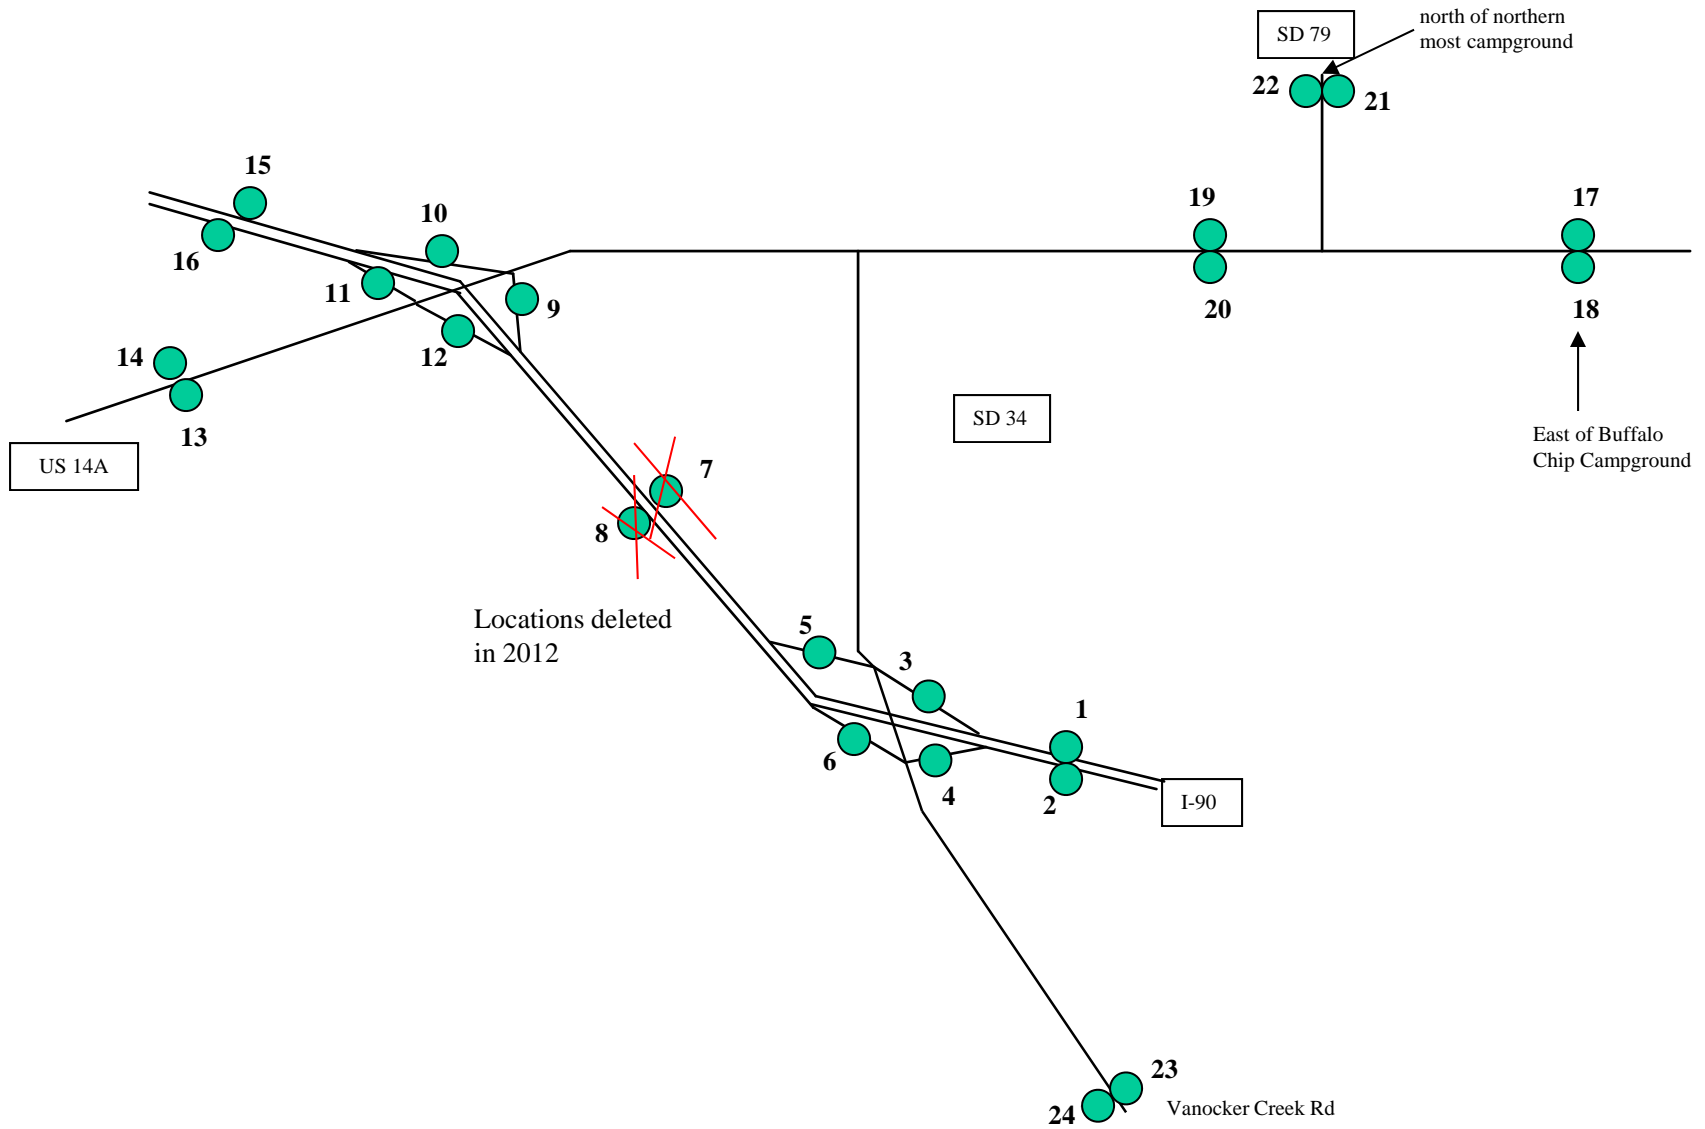 north of northern
most campground
SD 79
22
21
15
19
17
10
16
11
9
20
18
14
12
13
SD 34
East of Buffalo
Chip Campground
US 14A
7
8
Locations deleted
in 2012
5
3
1
6
4
2
I-90
23
24
Vanocker Creek Rd